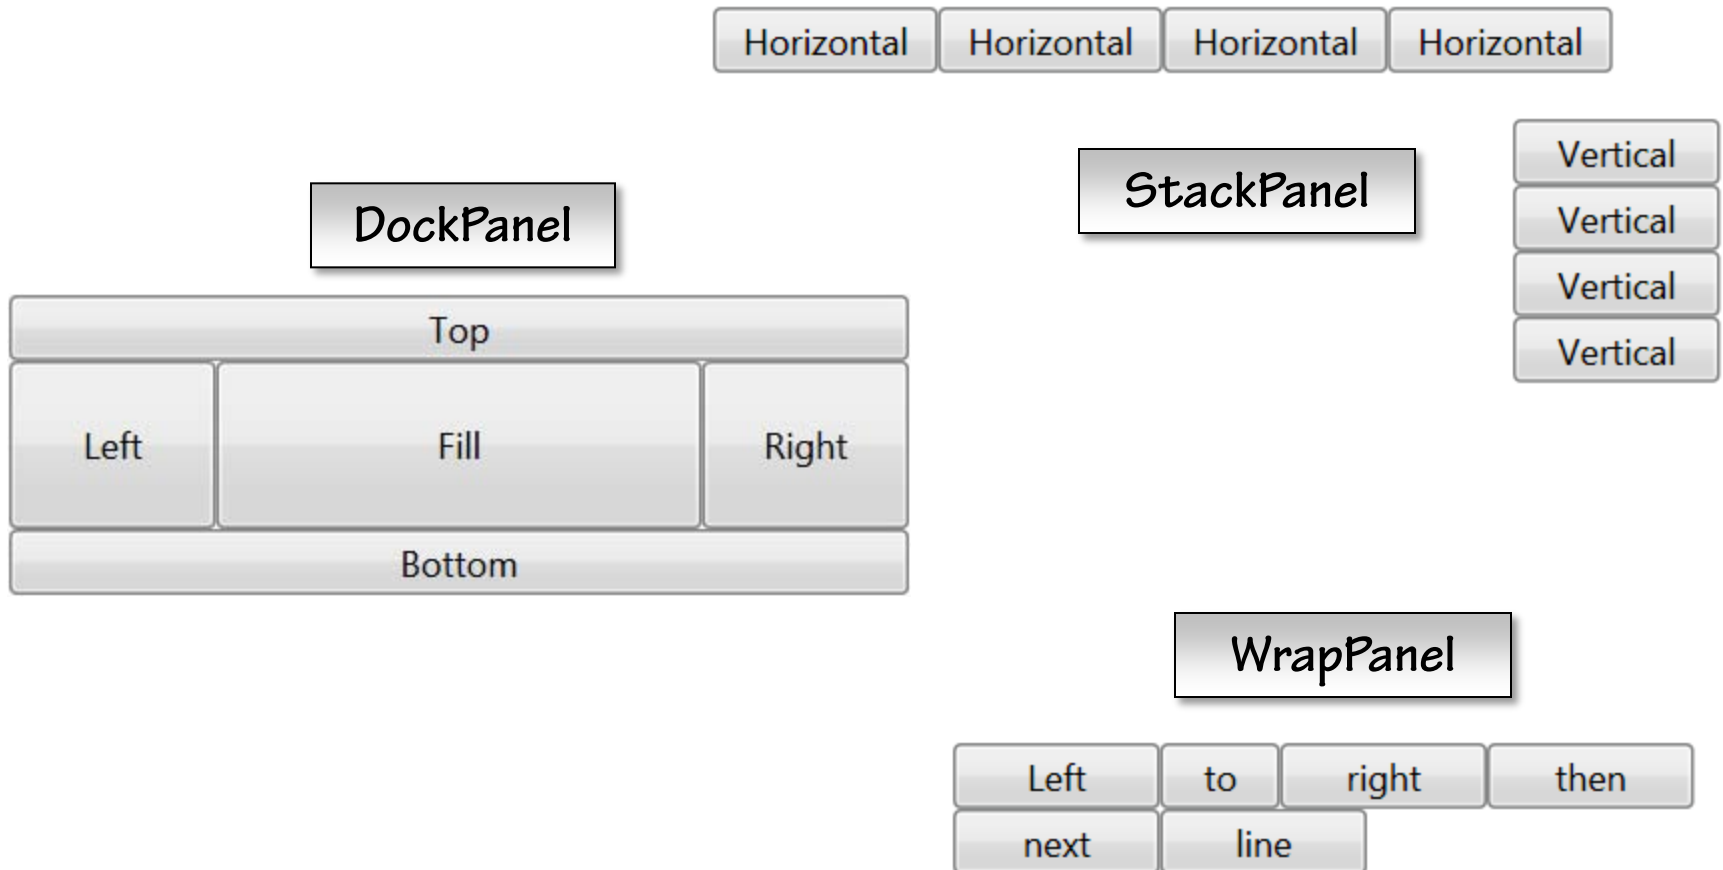 Horizontal Horizontal Horizontal Horizontal
StackPanel
Vertical
Vertical
Vertical
Vertical
DockPanel
Top
Left Fill Right
Bottom
WrapPanel
Left to right then
next line